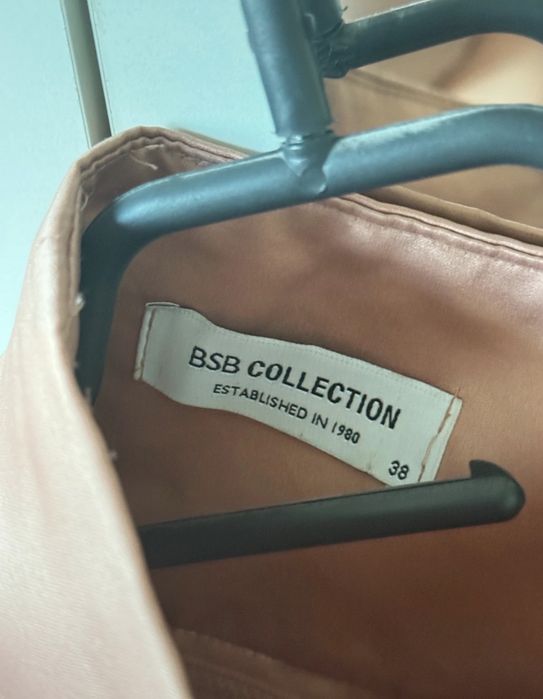 BSB COLLECTION
ESTABLISHED IN 1980
38